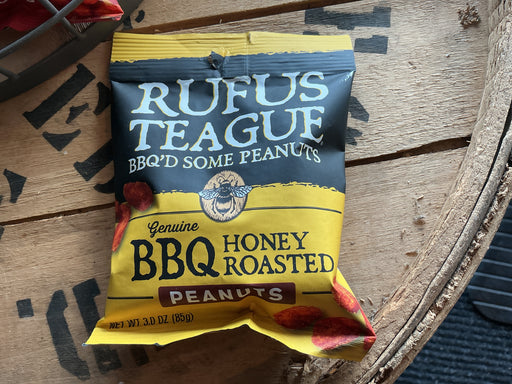 RUFUS
TEAGUE
BBQ'D SOME PEANUTS
Genuine
BBQ HONEY
ROASTED
PEANUTS
NET WT 3.0 OZ (85g)